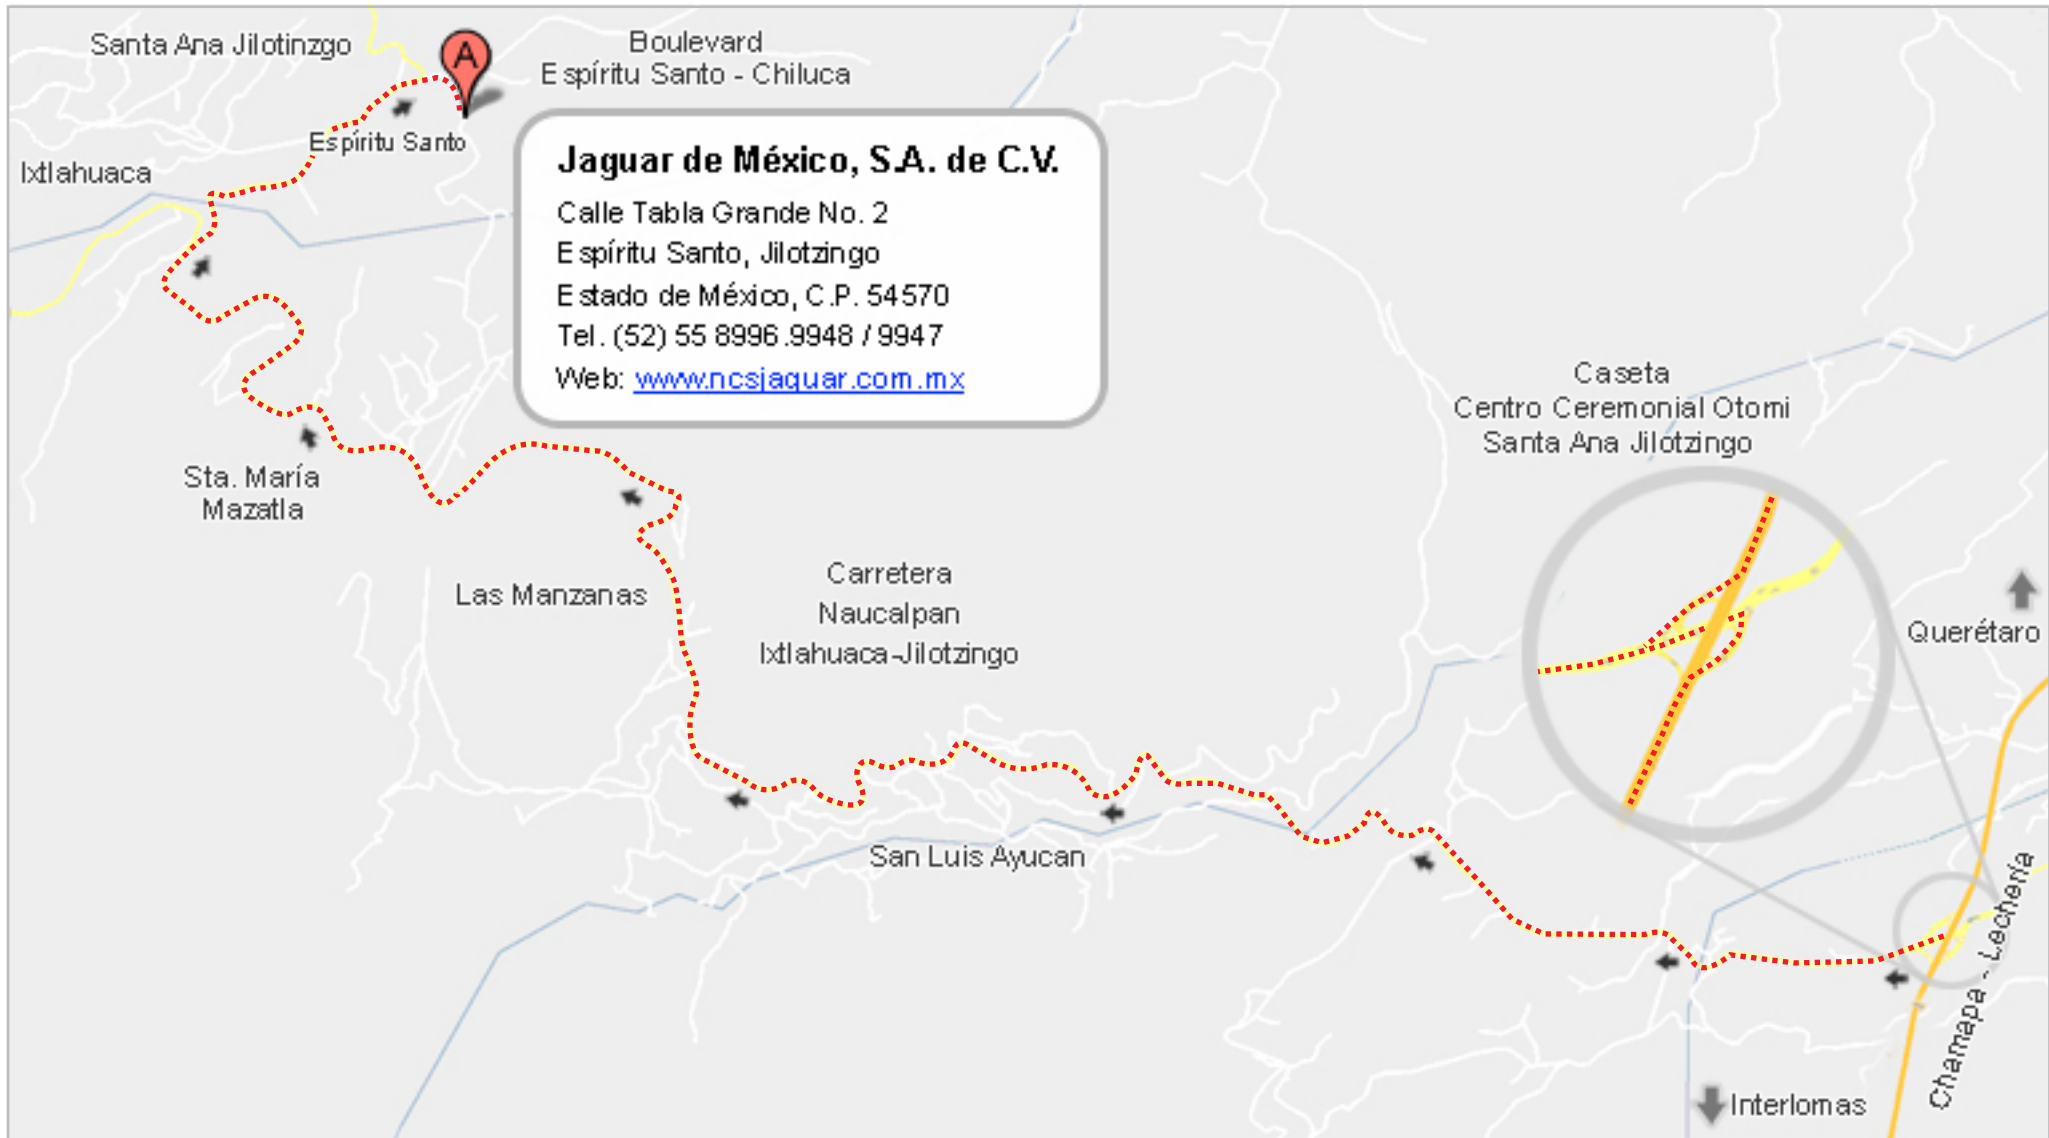 Santa Ana Jilotinzgo
A
Boulevard
Espíritu Santo - Chiluca
Espíritu Santo
Ixtlahuaca
Jaguar de México, S.A. de C.V.
Calle Tabla Grande No. 2
Espíritu Santo, Jilotzingo
Estado de México, C.P. 54570
Tel. (52) 55 8996.9948 / 9947
Web: www.ncsjaguar.com.mx
Caseta
Centro Ceremonial Otomi
Santa Ana Jilotzingo
Sta. María
Mazatla
Las Manzanas
Carretera
Naucalpan
Ixtlahuaca-Jilotzingo
Querétaro
San Luis Ayucan
Chamapa - Lechería
Interlomas